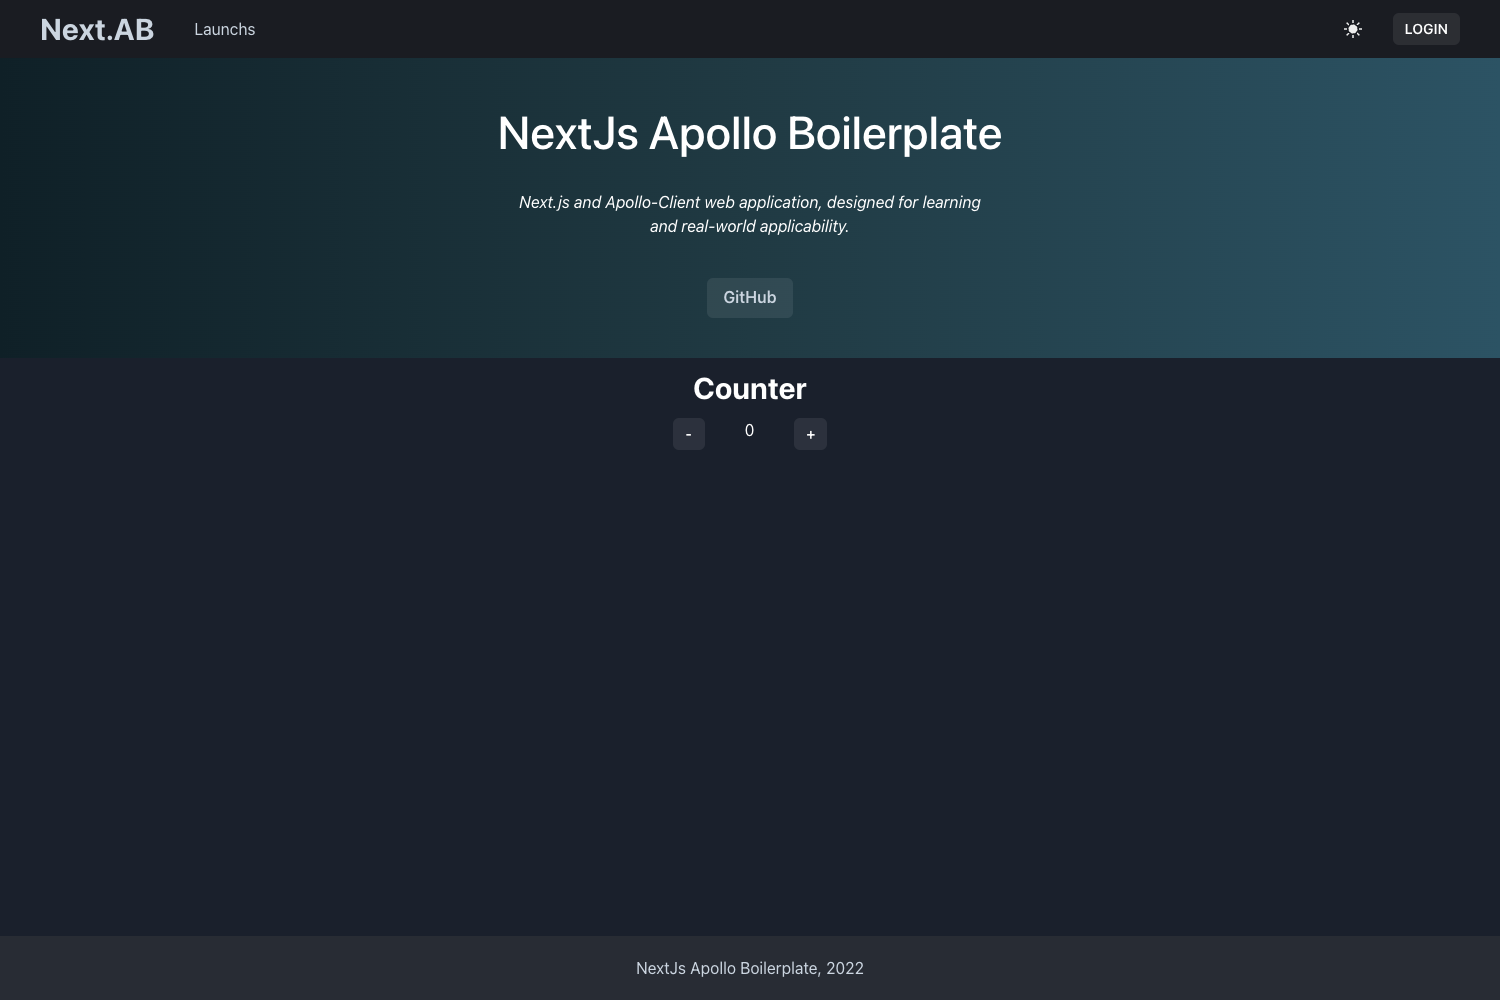 Next.AB
Launchs
LOGIN
NextJs Apollo Boilerplate
Next.js and Apollo-Client web application, designed for learning
and real-world applicability.
GitHub
Counter
- 0 +
NextJs Apollo Boilerplate, 2022